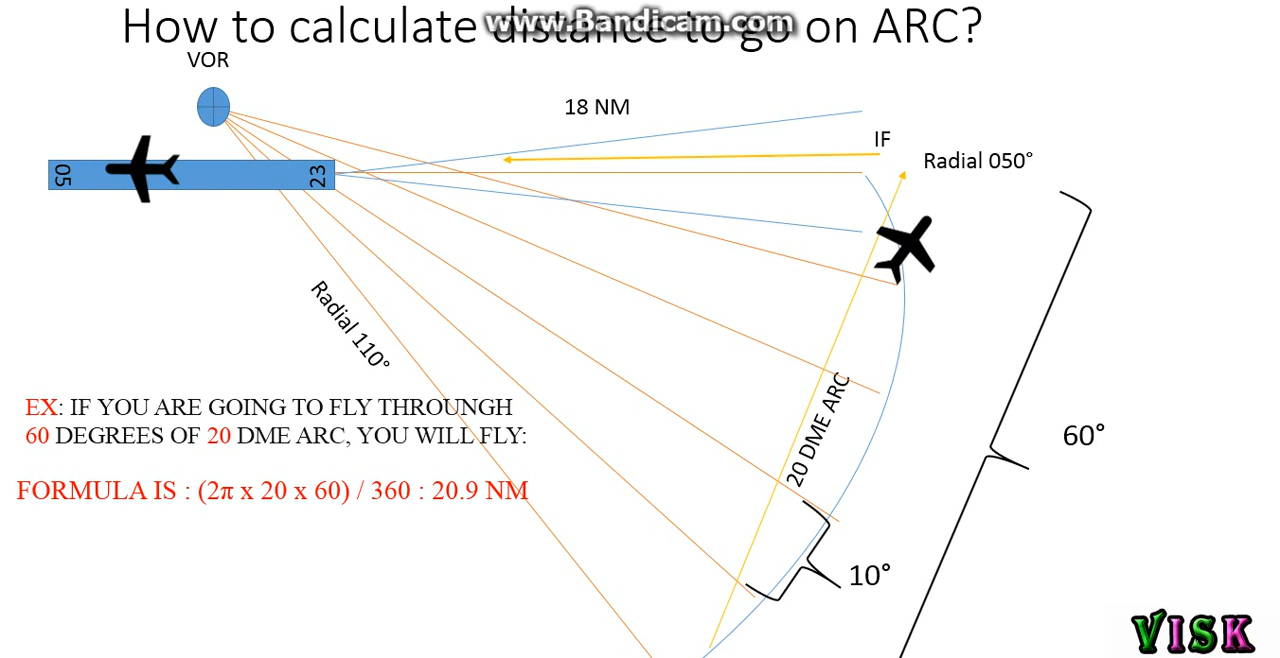 How to calculate distance to go on ARC?
www.Bandicam.com
VOR
18 NM
IF
Radial 050°
05
23
Radial 110°
20 DME ARC
60°
10°
EX: IF YOU ARE GOING TO FLY THROUNGH
60 DEGREES OF 20 DME ARC, YOU WILL FLY:
FORMULA IS : (2π x 20 x 60) / 360 : 20.9 NM
VISK